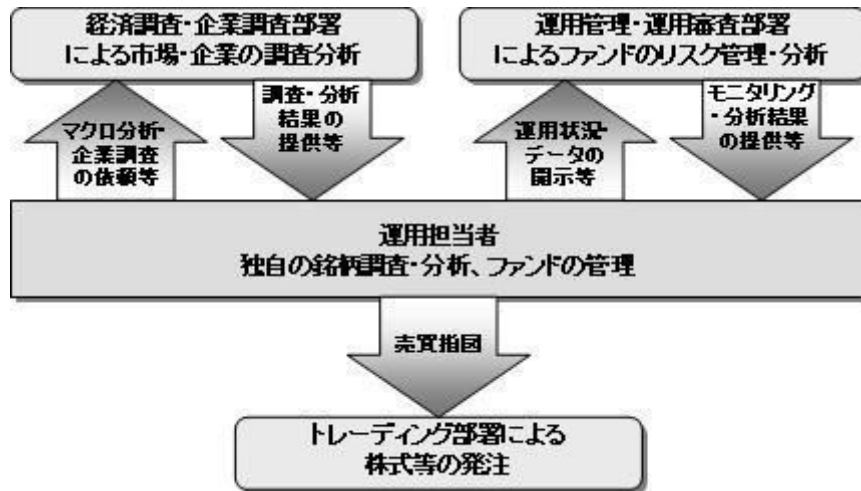 経済調査・企業調査部署
による市場・企業の調査分析
運用管理・運用審査部署
によるファンドのリスク管理・分析
マクロ分析・
企業調査
の依頼等
調査・分析
結果の
提供等
運用状況・
データの
開示等
モニタリング
・分析結果
の提供等
運用担当者
独自の銘柄調査・分析、ファンドの管理
売買指図
トレーディング部署による
株式等の発注